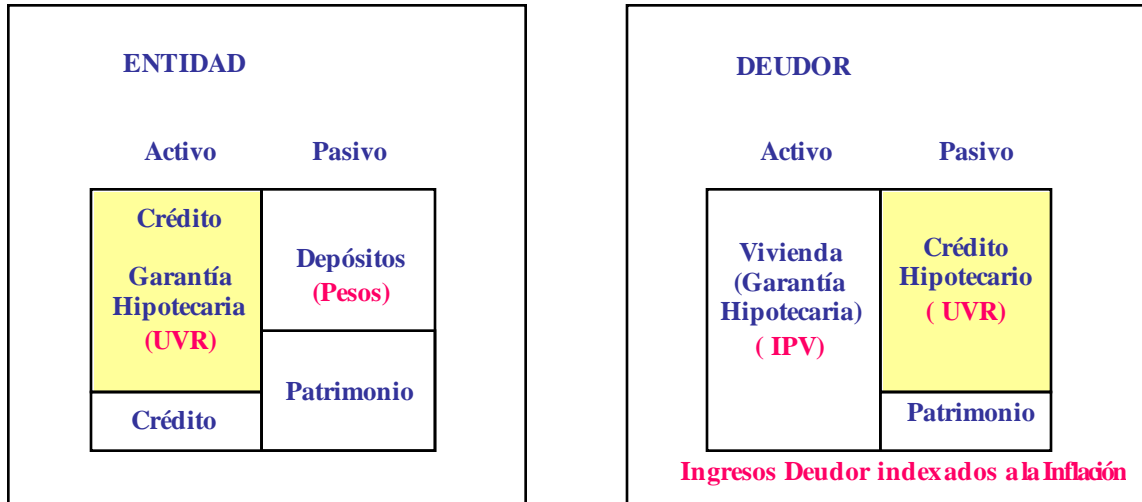 ENTIDAD
Activo
Pasivo
Crédito
Garantía
Hipotecaria
(UVR)
Crédito
Depósitos
(Pesos)
Patrimonio
DEUDOR
Activo
Pasivo
Vivienda
(Garantía
Hipotecaria)
( IPV)
Crédito
Hipotecario
( UVR)
Patrimonio
Ingresos Deudor indexados a la Inflación